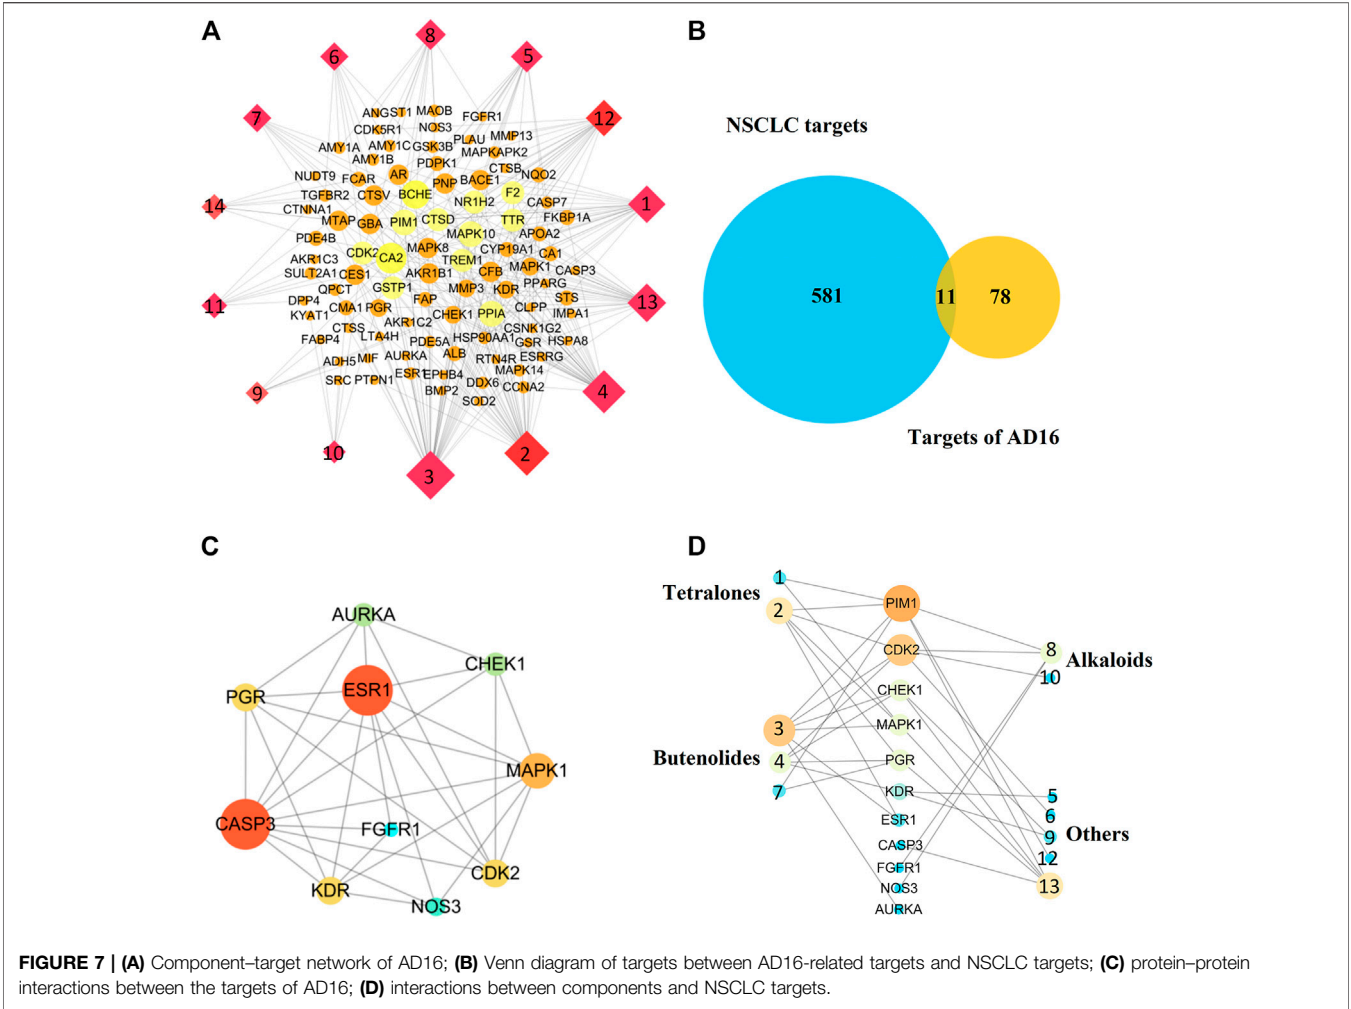 A
B
8
6
5
7
12
ANGST1 MAOB
FGFR1
CDK5R1 NOS3
PLAU MMP13
AMY1A AMY1C GSK3B
MAPKAPK2
AMY1B
PDPK1
CTSB
NUDT9 FCAR AR PNP BACE1 NQO2
TGFBR2 CTSV BCHE F2
CTNNA1 NR1H2 CASP7
14
1
MTAP GBA PIM1 CTSD TTR FKBP1A
PDE4B MAPK10 APOA2
CDK2 MAPK8 CYP19A1 CA1
AKR1C3 CA2 TREM1
SULT2A1 CES1 AKR1B1 CFB MAPK1 CASP3
QPCT GSTP1 MMP3 KDR PPARG
DPP4 FAP STS
11
13
KYAT1 CMA1 PGR CHEK1 PPIA CLPP IMPA1
CTSS AKR1C2 CSNK1G2
FABP4 LTA4H PDE5A HSP90AA1 GSR HSPA8
ADH5 MIF AURKA ALB RTN4R ESRRG
MAPK14
SRC PTPN1 ESR1 EPHB4 DDX6 CCNA2
BMP2
SOD2
9
4
10
3
2
NSCLC targets
581
11
78
Targets of AD16
C
D
AURKA
CHEK1
ESR1
PGR
MAPK1
CASP3
FGFR1
CDK2
KDR
NOS3
Tetralones
1
2
Butenolides
3
4
7
PIM1
CDK2
CHEK1
MAPK1
PGR
KDR
ESR1
CASP3
FGFR1
NOS3
AURKA
8
Alkaloids
10
5
6
9
Others
12
13
FIGURE 7 | (A) Component–target network of AD16; (B) Venn diagram of targets between AD16-related targets and NSCLC targets; (C) protein–protein
interactions between the targets of AD16; (D) interactions between components and NSCLC targets.